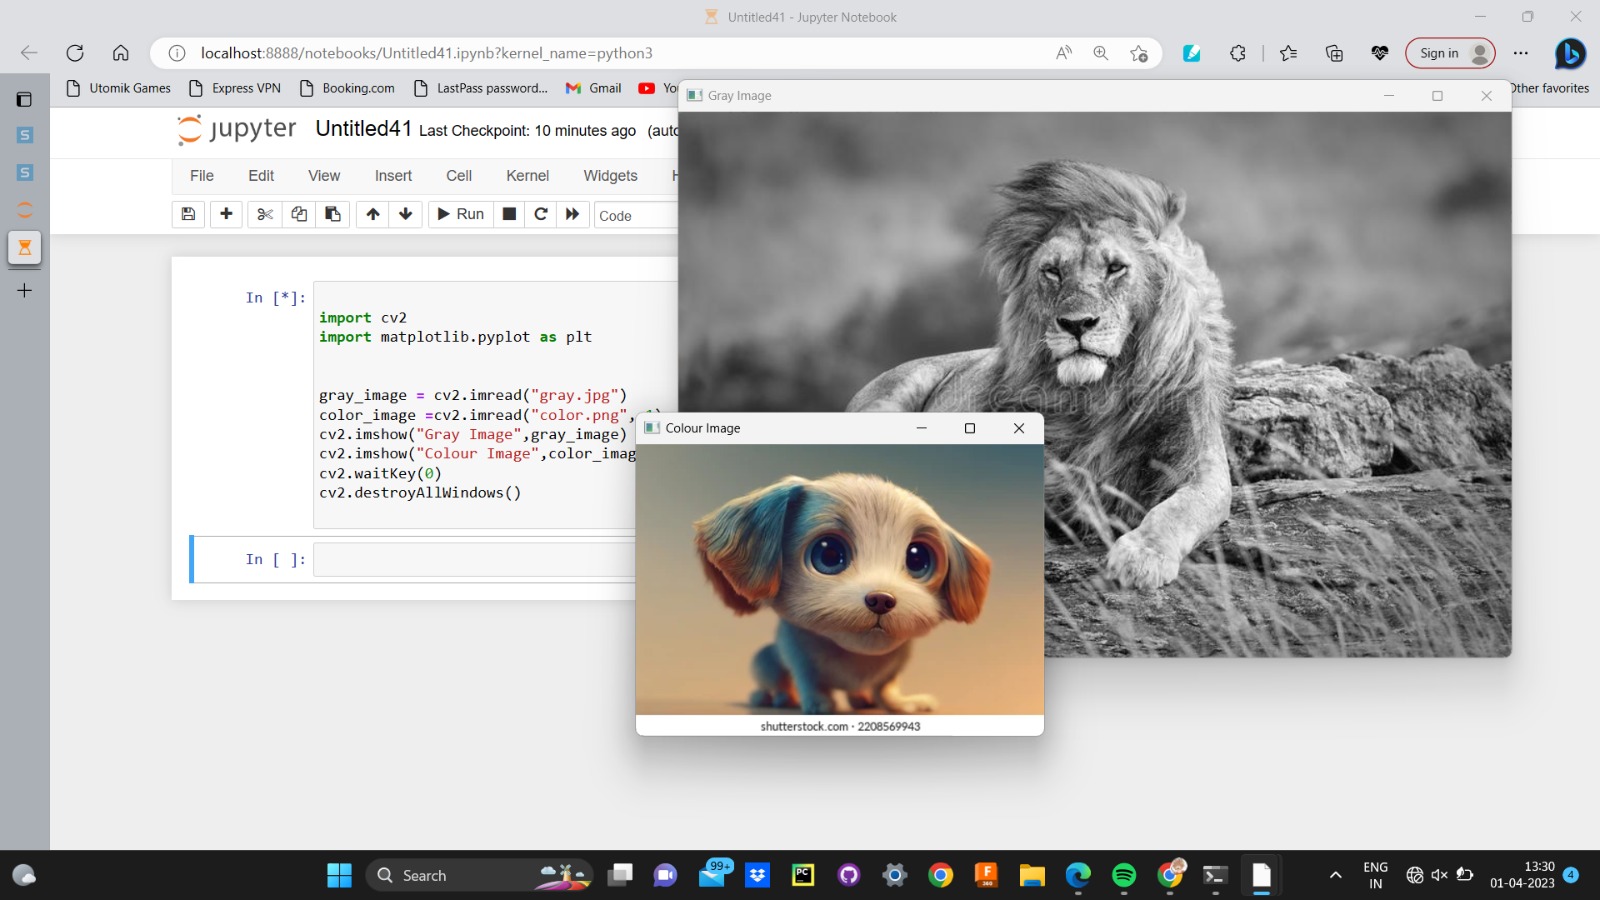 Untitled41 - Jupyter Notebook
localhost:8888/notebooks/Untitled41.ipynb?kernel_name=python3
Sign in
Utomik Games
Express VPN
Booking.com
LastPass password...
Gmail
Other favorites
Gray Image
jupyter
Untitled41
Last Checkpoint: 10 minutes ago
File
Edit
View
Insert
Cell
Kernel
Widgets
Run
Code
In [*]:
import cv2
import matplotlib.pyplot as plt
gray_image = cv2.imread("gray.jpg")
color_image =cv2.imread("color.png",
cv2.imshow("Gray Image",gray_image)
cv2.imshow("Colour Image",color_imag
cv2.waitKey(0)
cv2.destroyAllWindows()
In [ ]:
Colour Image
shutterstock.com · 2208569943
Search
99+
PC
F
360
ENG
IN
13:30
01-04-2023
4